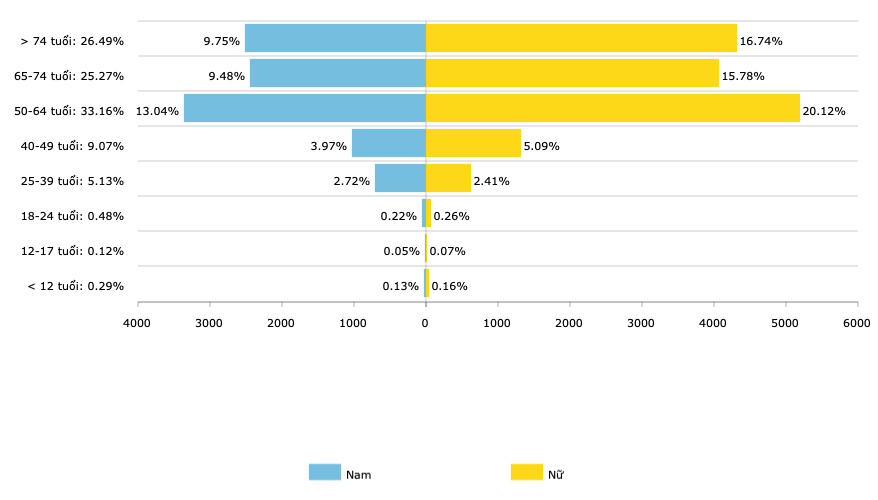 > 74 tuổi: 26.49% 9.75% 16.74%
65-74 tuổi: 25.27% 9.48% 15.78%
50-64 tuổi: 33.16% 13.04% 20.12%
40-49 tuổi: 9.07% 3.97% 5.09%
25-39 tuổi: 5.13% 2.72% 2.41%
18-24 tuổi: 0.48% 0.22% 0.26%
12-17 tuổi: 0.12% 0.05% 0.07%
< 12 tuổi: 0.29% 0.13% 0.16%
4000 3000 2000 1000 0 1000 2000 3000 4000 5000 6000
Nam Nữ